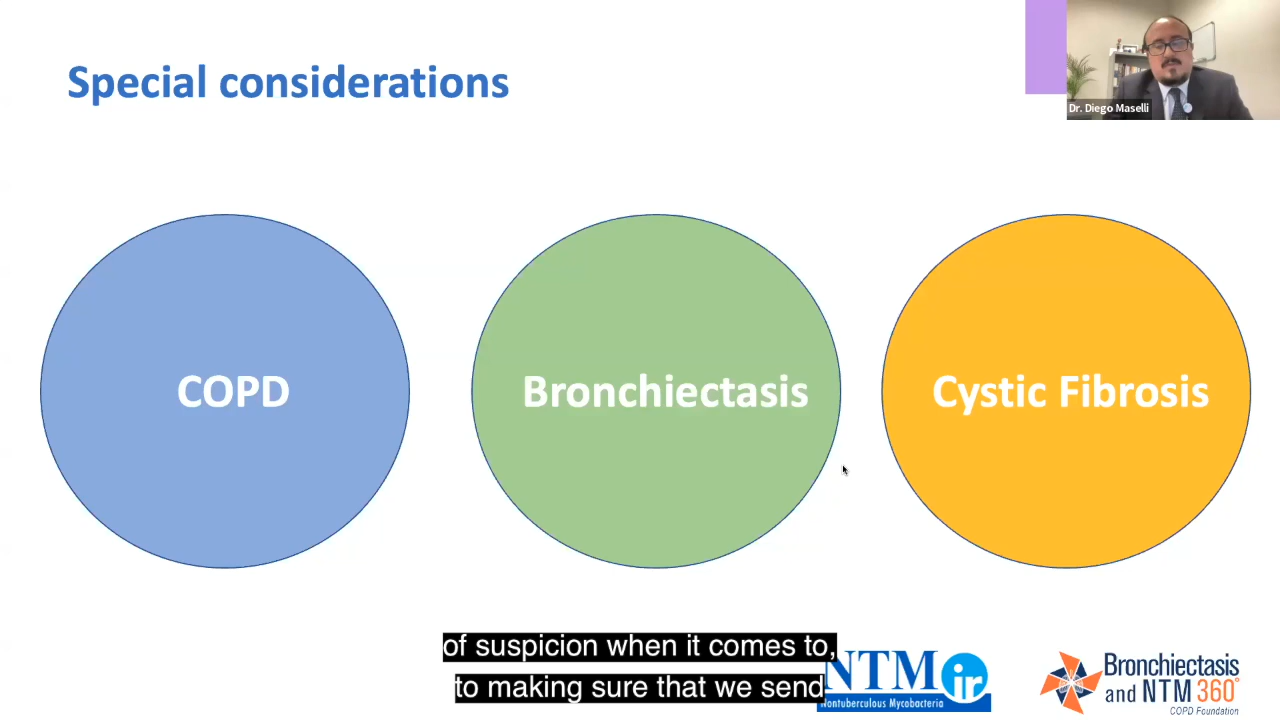 Special considerations
Dr. Diego Maselli
COPD
Bronchiectasis
Cystic Fibrosis
of suspicion when it comes to,
to making sure that we send
NTMir
Nontuberculous Mycobacteria
Bronchiectasis
and NTM 360°
COPD Foundation